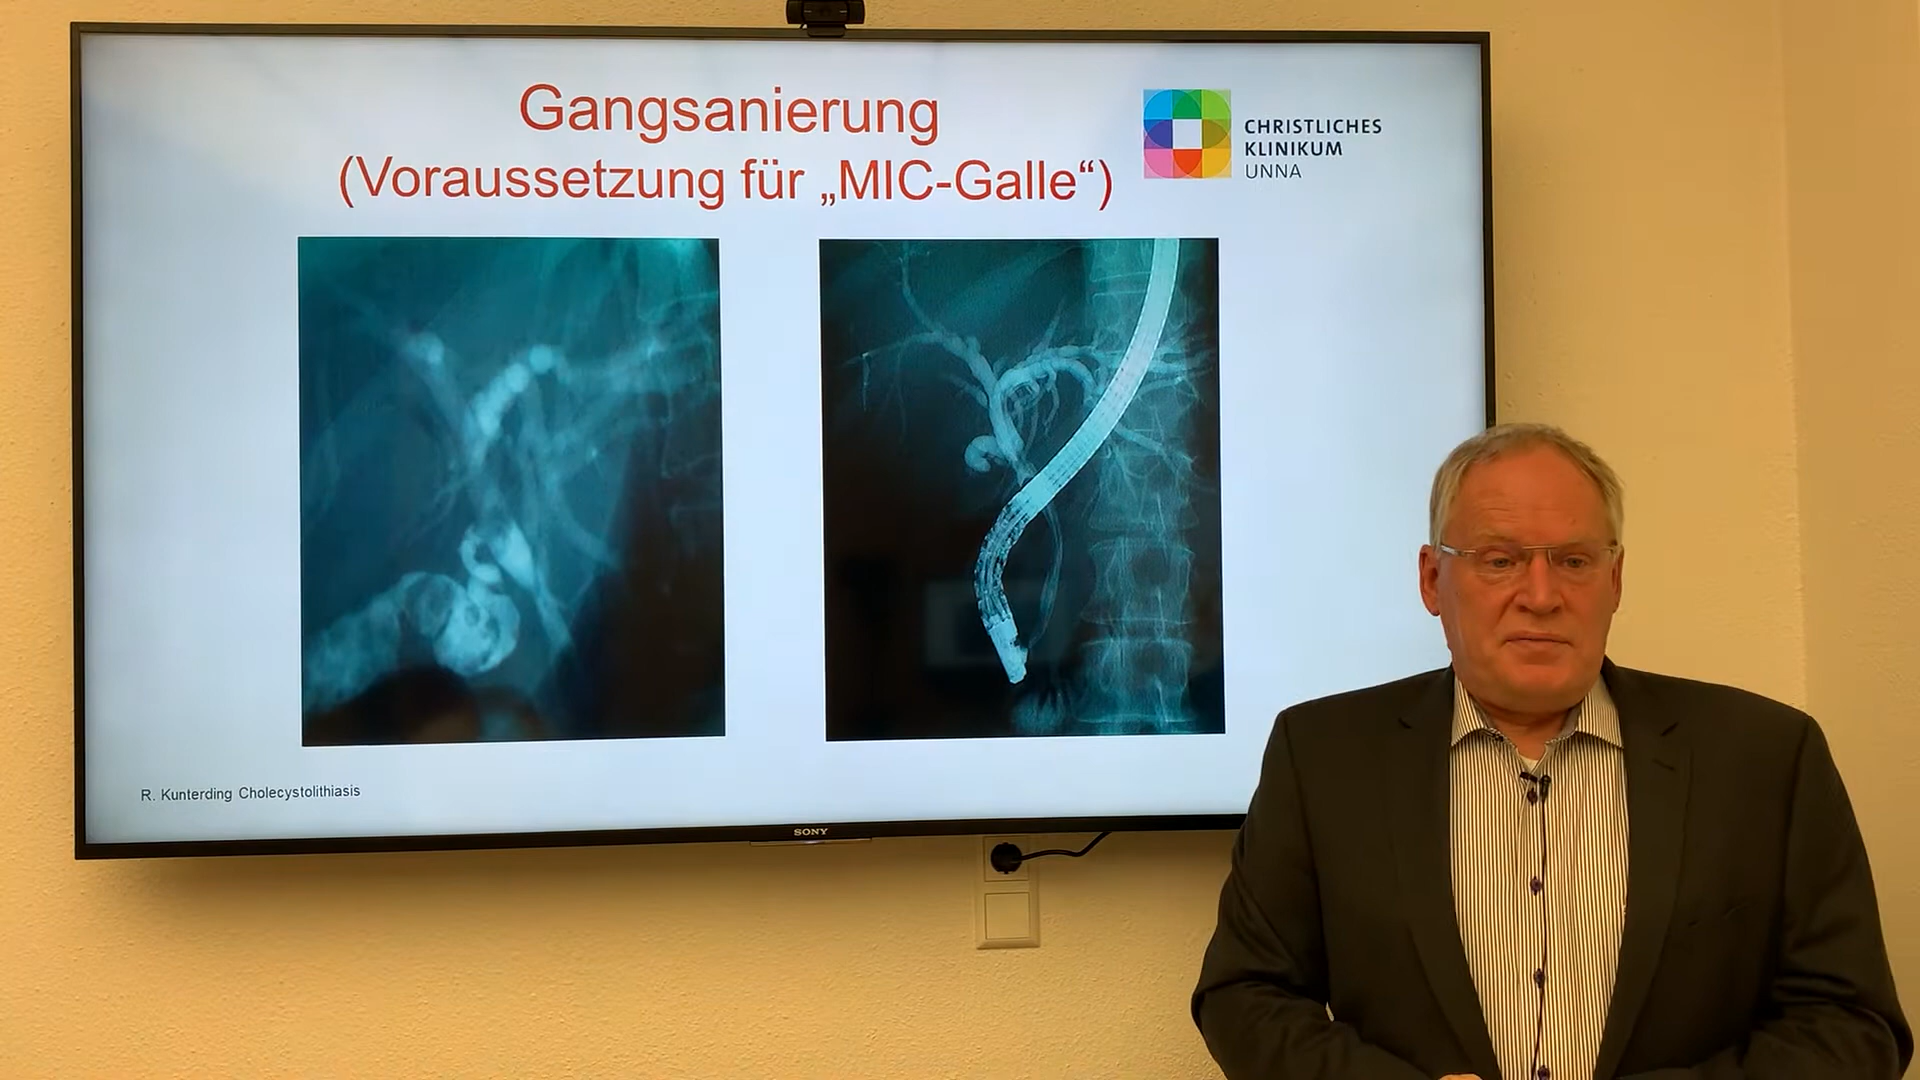 Gangsanierung
(Voraussetzung für „MIC-Galle“)
CHRISTLICHES
KLINIKUM
UNNA
R. Kunterding Cholecystolithiasis
SONY